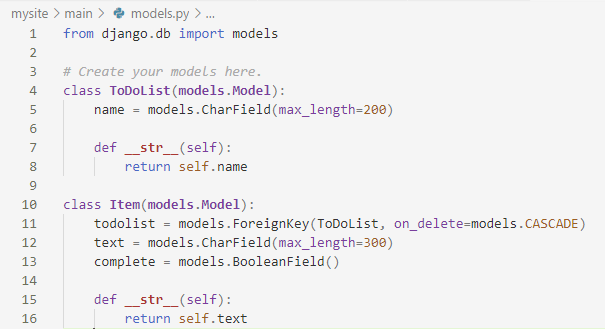 mysite > main > models.py > ...
1 from django.db import models
2
3 # Create your models here.
4 class ToDoList(models.Model):
5     name = models.CharField(max_length=200)
6
7     def __str__(self):
8         return self.name
9
10 class Item(models.Model):
11     todolist = models.ForeignKey(ToDoList, on_delete=models.CASCADE)
12     text = models.CharField(max_length=300)
13     complete = models.BooleanField()
14
15     def __str__(self):
16         return self.text